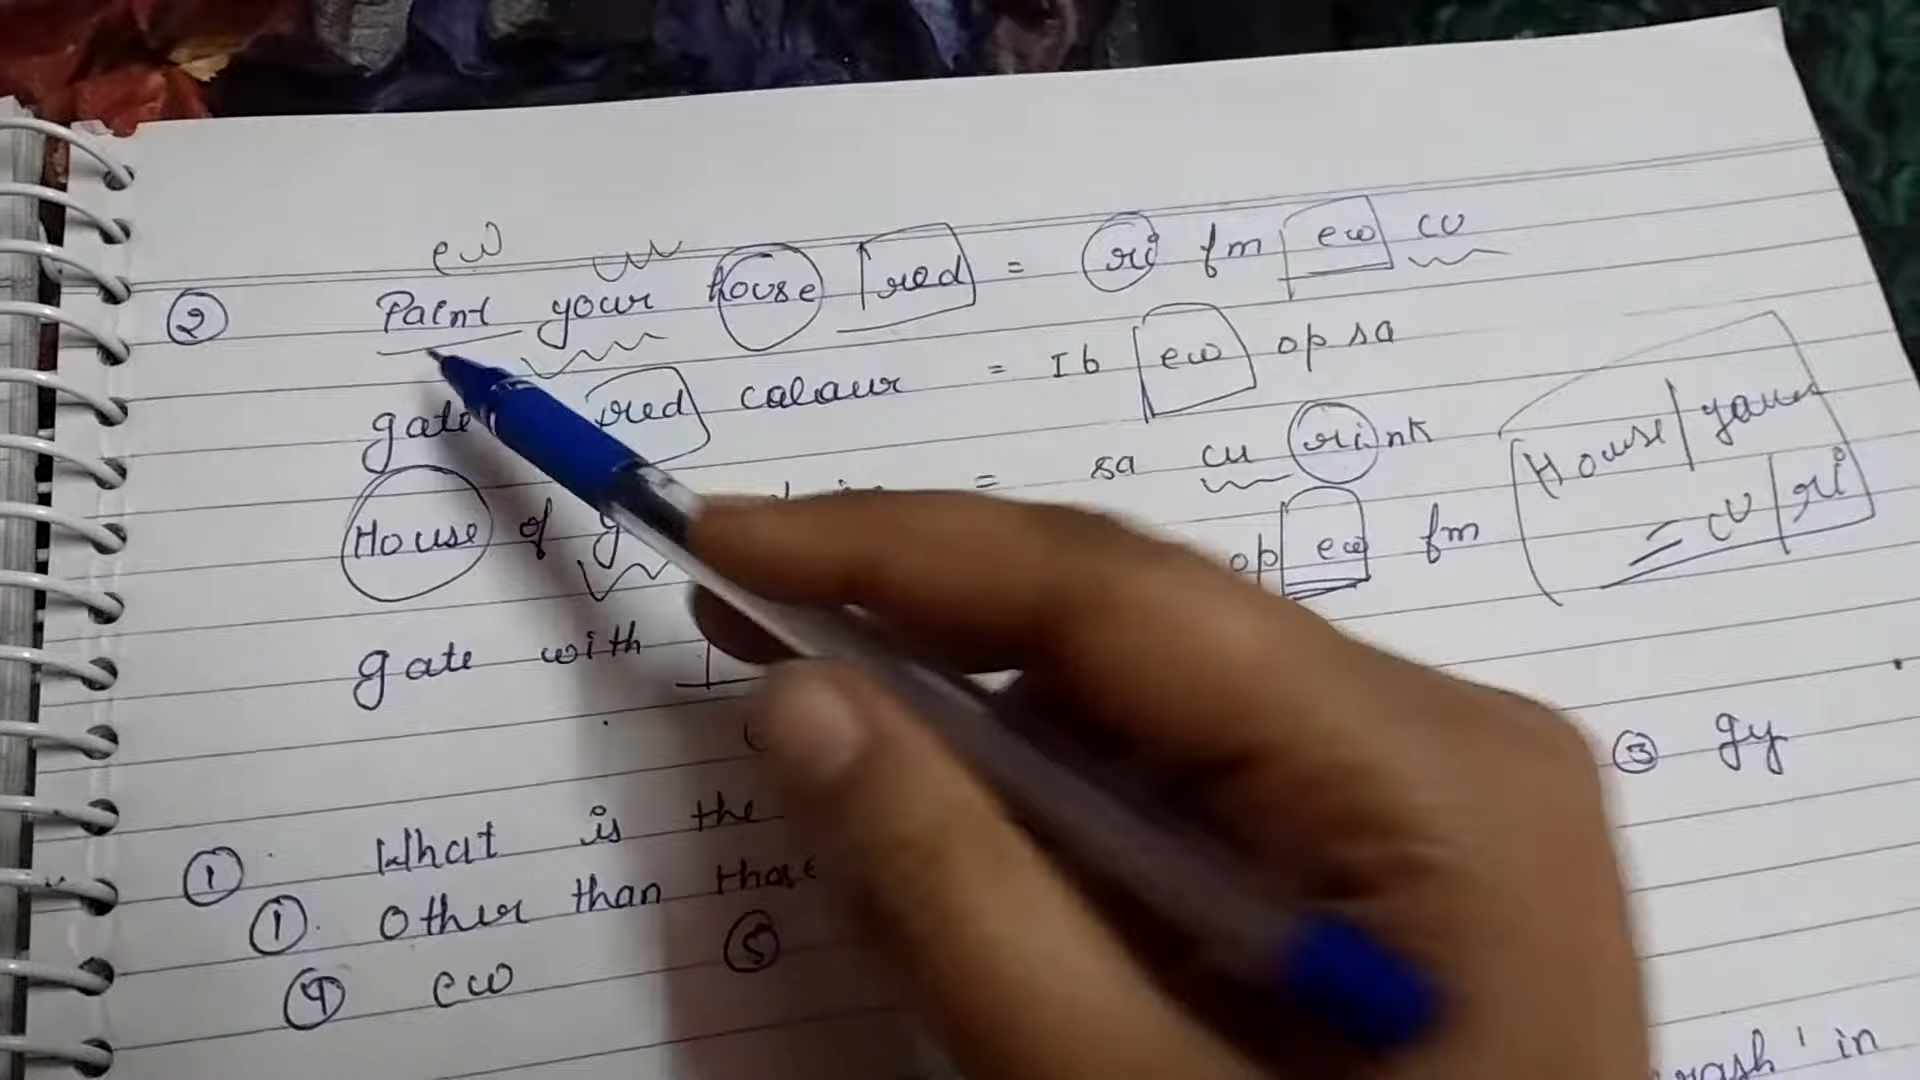 ew
② Paint your House red = ri fm ew cu
gate red calaur = Ib ew op sa
House of = sa cu rink
op ew fm
House/your
= cu/ri
gate with
③ gy
① What is the
① Other than those
④ ew ⑤
' in